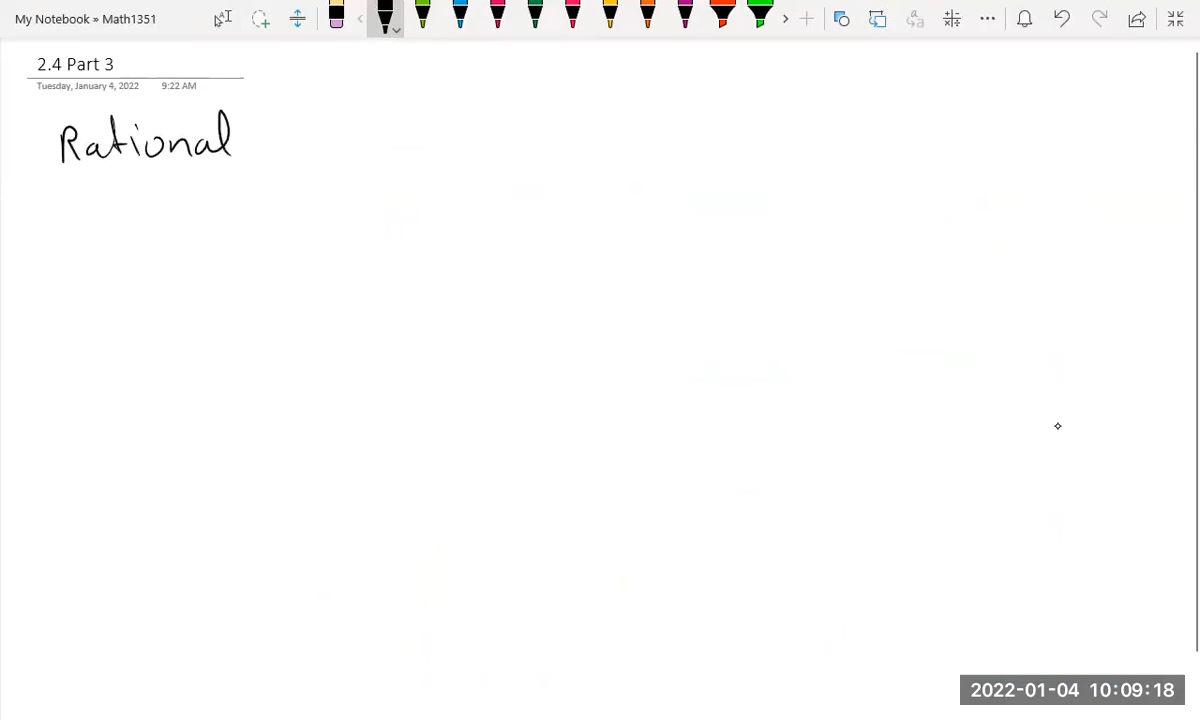 My Notebook » Math1351
2.4 Part 3
Tuesday, January 4, 2022 9:22 AM
Rational
2022-01-04 10:09:18